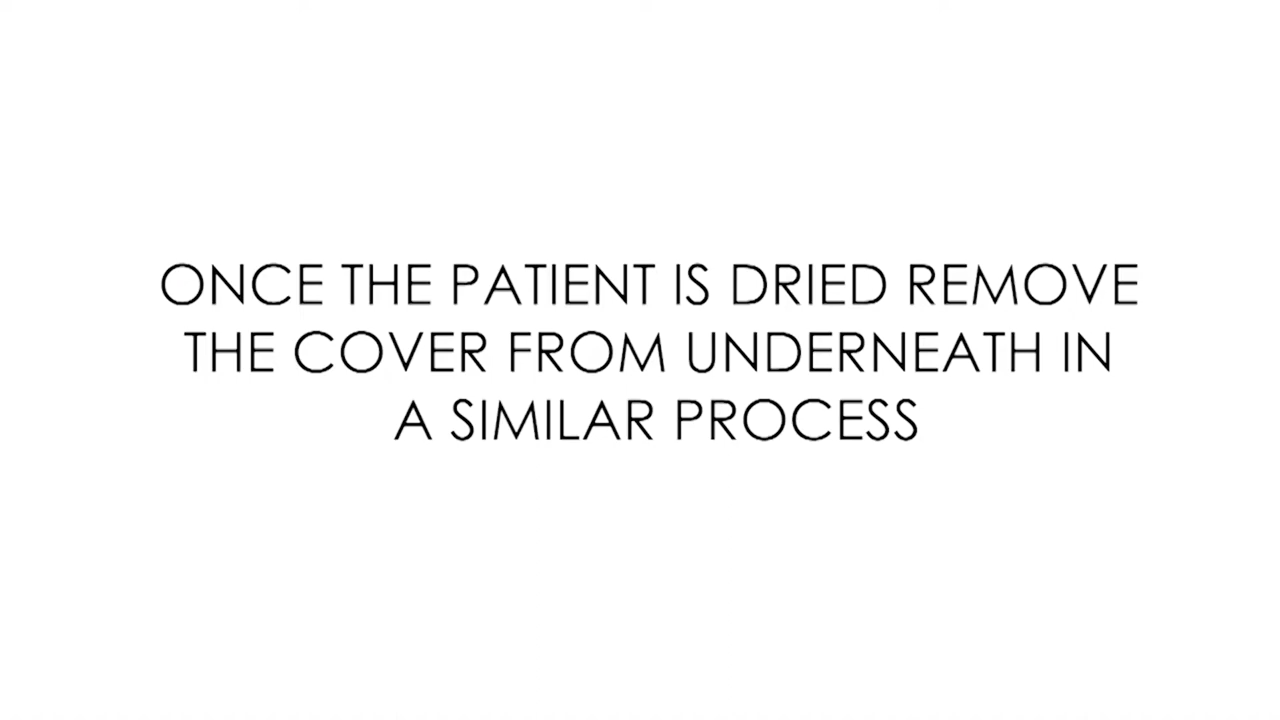 ONCE THE PATIENT IS DRIED REMOVE
THE COVER FROM UNDERNEATH IN
A SIMILAR PROCESS